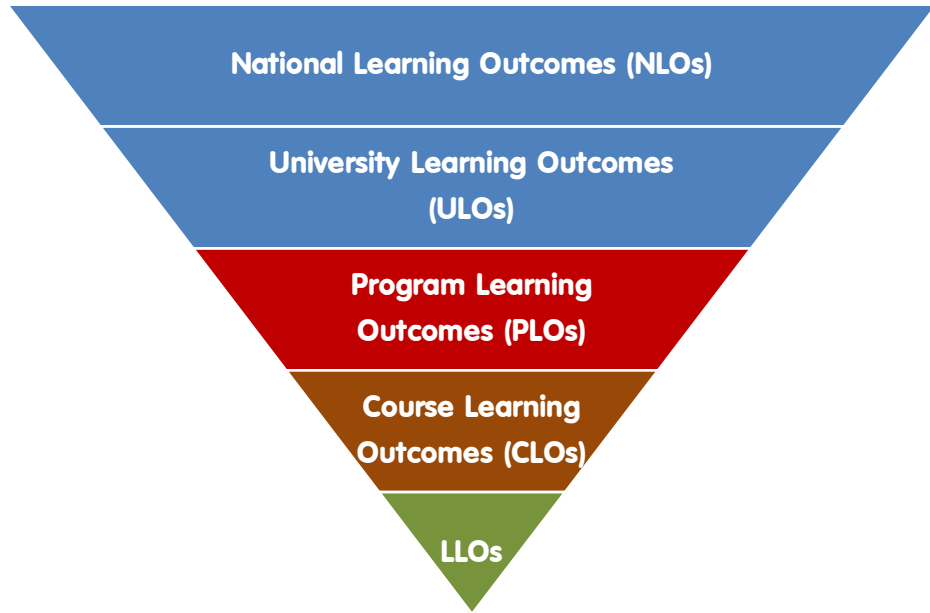 National Learning Outcomes (NLOs)
University Learning Outcomes
(ULOs)
Program Learning
Outcomes (PLOs)
Course Learning
Outcomes (CLOs)
LLOs